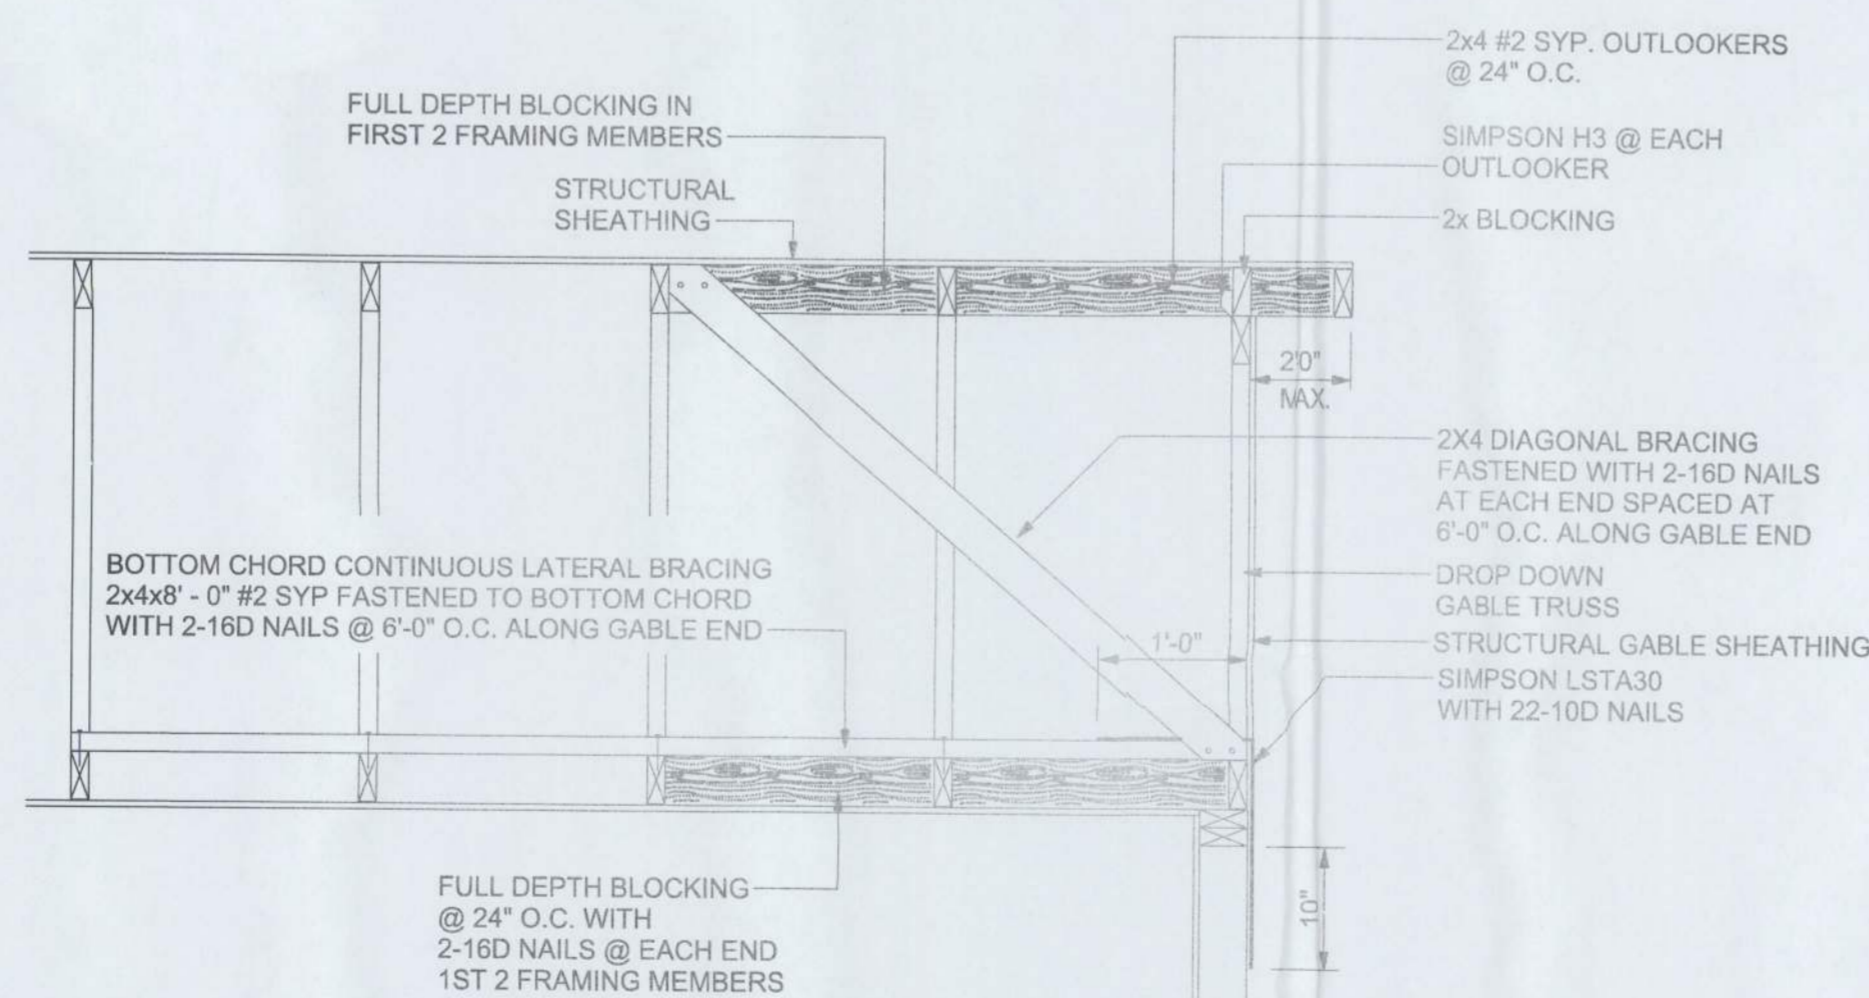 2x4 #2 SYP. OUTLOOKERS
@ 24" O.C.
FULL DEPTH BLOCKING IN
FIRST 2 FRAMING MEMBERS
SIMPSON H3 @ EACH
OUTLOOKER
STRUCTURAL
SHEATHING
2x BLOCKING
2'0"
MAX.
2X4 DIAGONAL BRACING
FASTENED WITH 2-16D NAILS
AT EACH END SPACED AT
6'-0" O.C. ALONG GABLE END
BOTTOM CHORD CONTINUOUS LATERAL BRACING
2x4x8' - 0" #2 SYP FASTENED TO BOTTOM CHORD
WITH 2-16D NAILS @ 6'-0" O.C. ALONG GABLE END
DROP DOWN
GABLE TRUSS
1'-0"
STRUCTURAL GABLE SHEATHING
SIMPSON LSTA30
WITH 22-10D NAILS
FULL DEPTH BLOCKING
@ 24" O.C. WITH
2-16D NAILS @ EACH END
1ST 2 FRAMING MEMBERS
10"